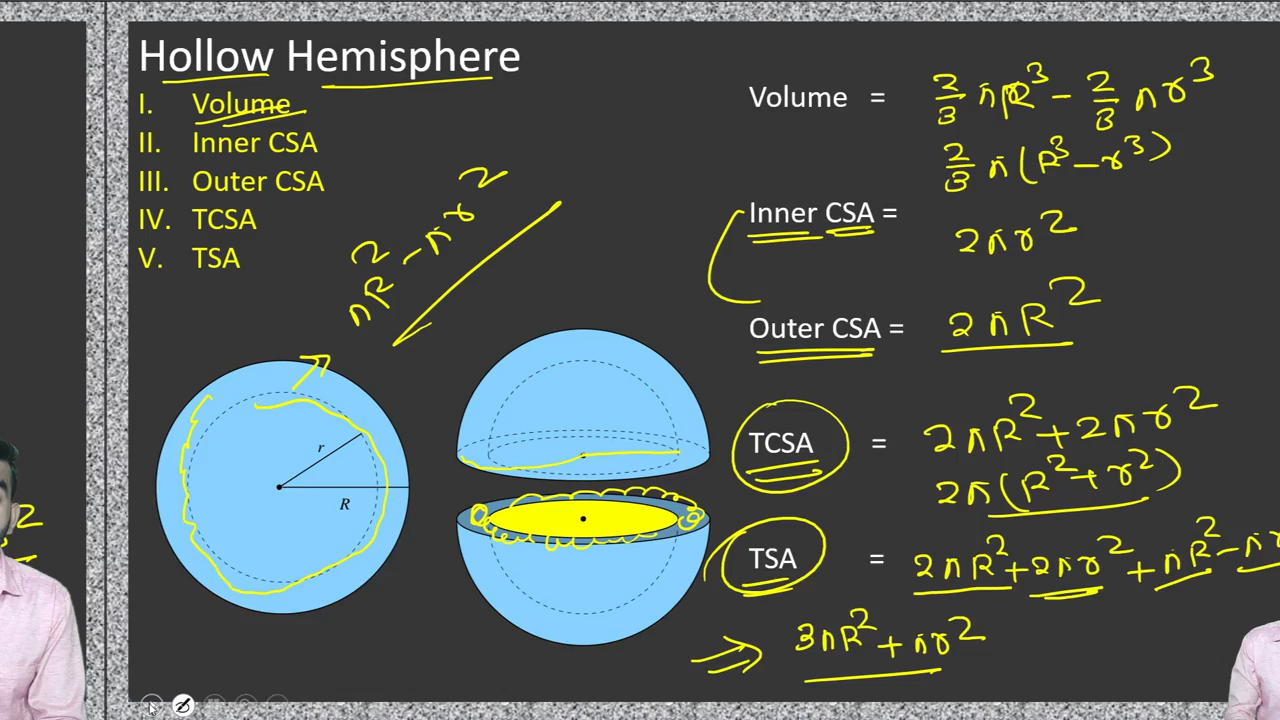 Hollow Hemisphere
I. Volume
II. Inner CSA
III. Outer CSA
IV. TCSA
V. TSA
πR² - πr²
Volume = 2/3 πR³ - 2/3 πr³
2/3 π(R³ - r³)
Inner CSA = 2πr²
Outer CSA = 2πR²
TCSA = 2πR² + 2πr²
2π(R² + r²)
TSA = 2πR² + 2πr² + πR² - πr
⇒ 3πR² + πr²
r
R
2